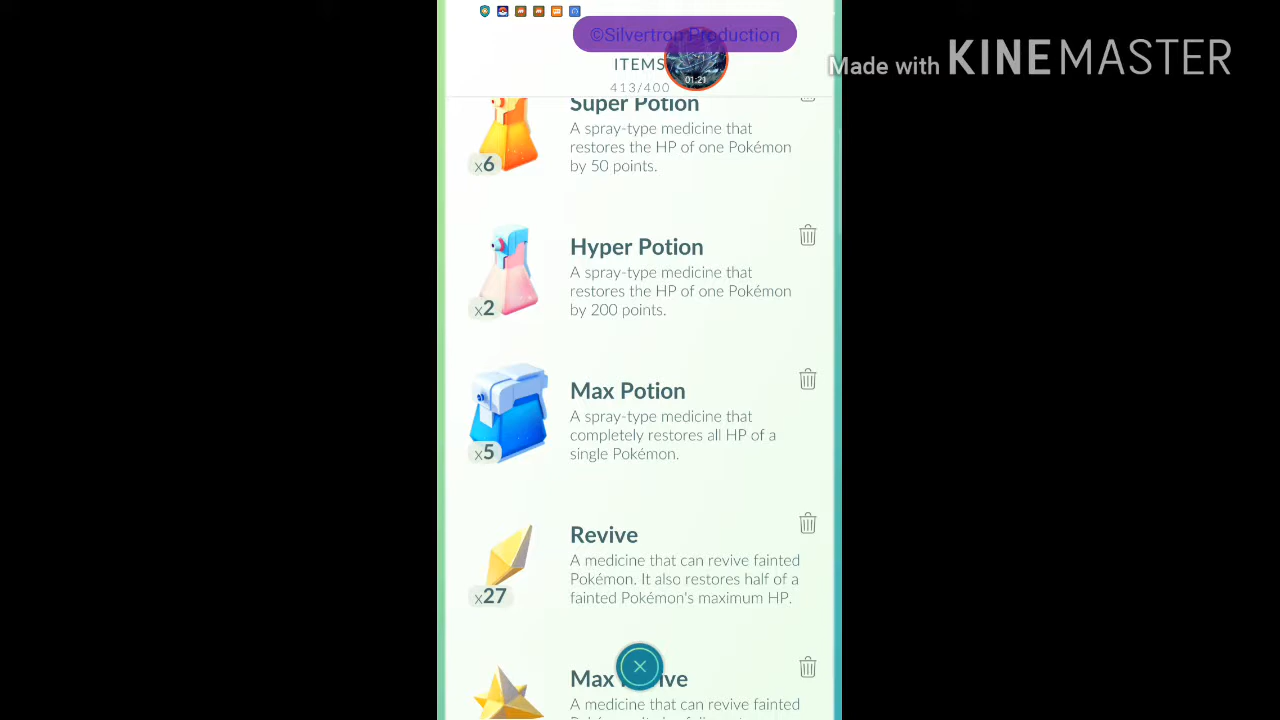 ©Silvertron Production
Made with KINEMASTER
ITEMS
01:21
413/400
Super Potion
A spray-type medicine that
restores the HP of one Pokémon
by 50 points.
x6
Hyper Potion
A spray-type medicine that
restores the HP of one Pokémon
by 200 points.
x2
Max Potion
A spray-type medicine that
completely restores all HP of a
single Pokémon.
x5
Revive
A medicine that can revive fainted
Pokémon. It also restores half of a
fainted Pokémon's maximum HP.
x27
Max
A medicine that can revive fainted